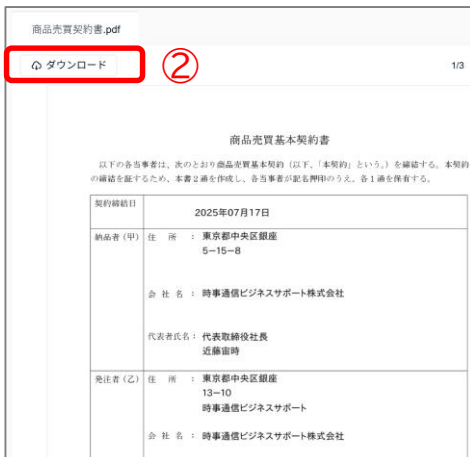 商品売買契約書.pdf
ダウンロード
②
1/3
商品売買基本契約書
以下の各当事者は、次のとおり商品売買基本契約（以下、「本契約」という。）を締結する。本契約
の締結を証するため、本書2通を作成し、各当事者が記名押印のうえ、各1通を保有する。
契約締結日
2025年07月17日
納品者（甲） 住 所 ： 東京都中央区銀座
5−15−8
会 社 名 ： 時事通信ビジネスサポート株式会社
代表者氏名： 代表取締役社長
近藤宙時
発注者（乙） 住 所 ： 東京都中央区銀座
13−10
時事通信ビジネスサポート
会 社 名 ： 時事通信ビジネスサポート株式会社